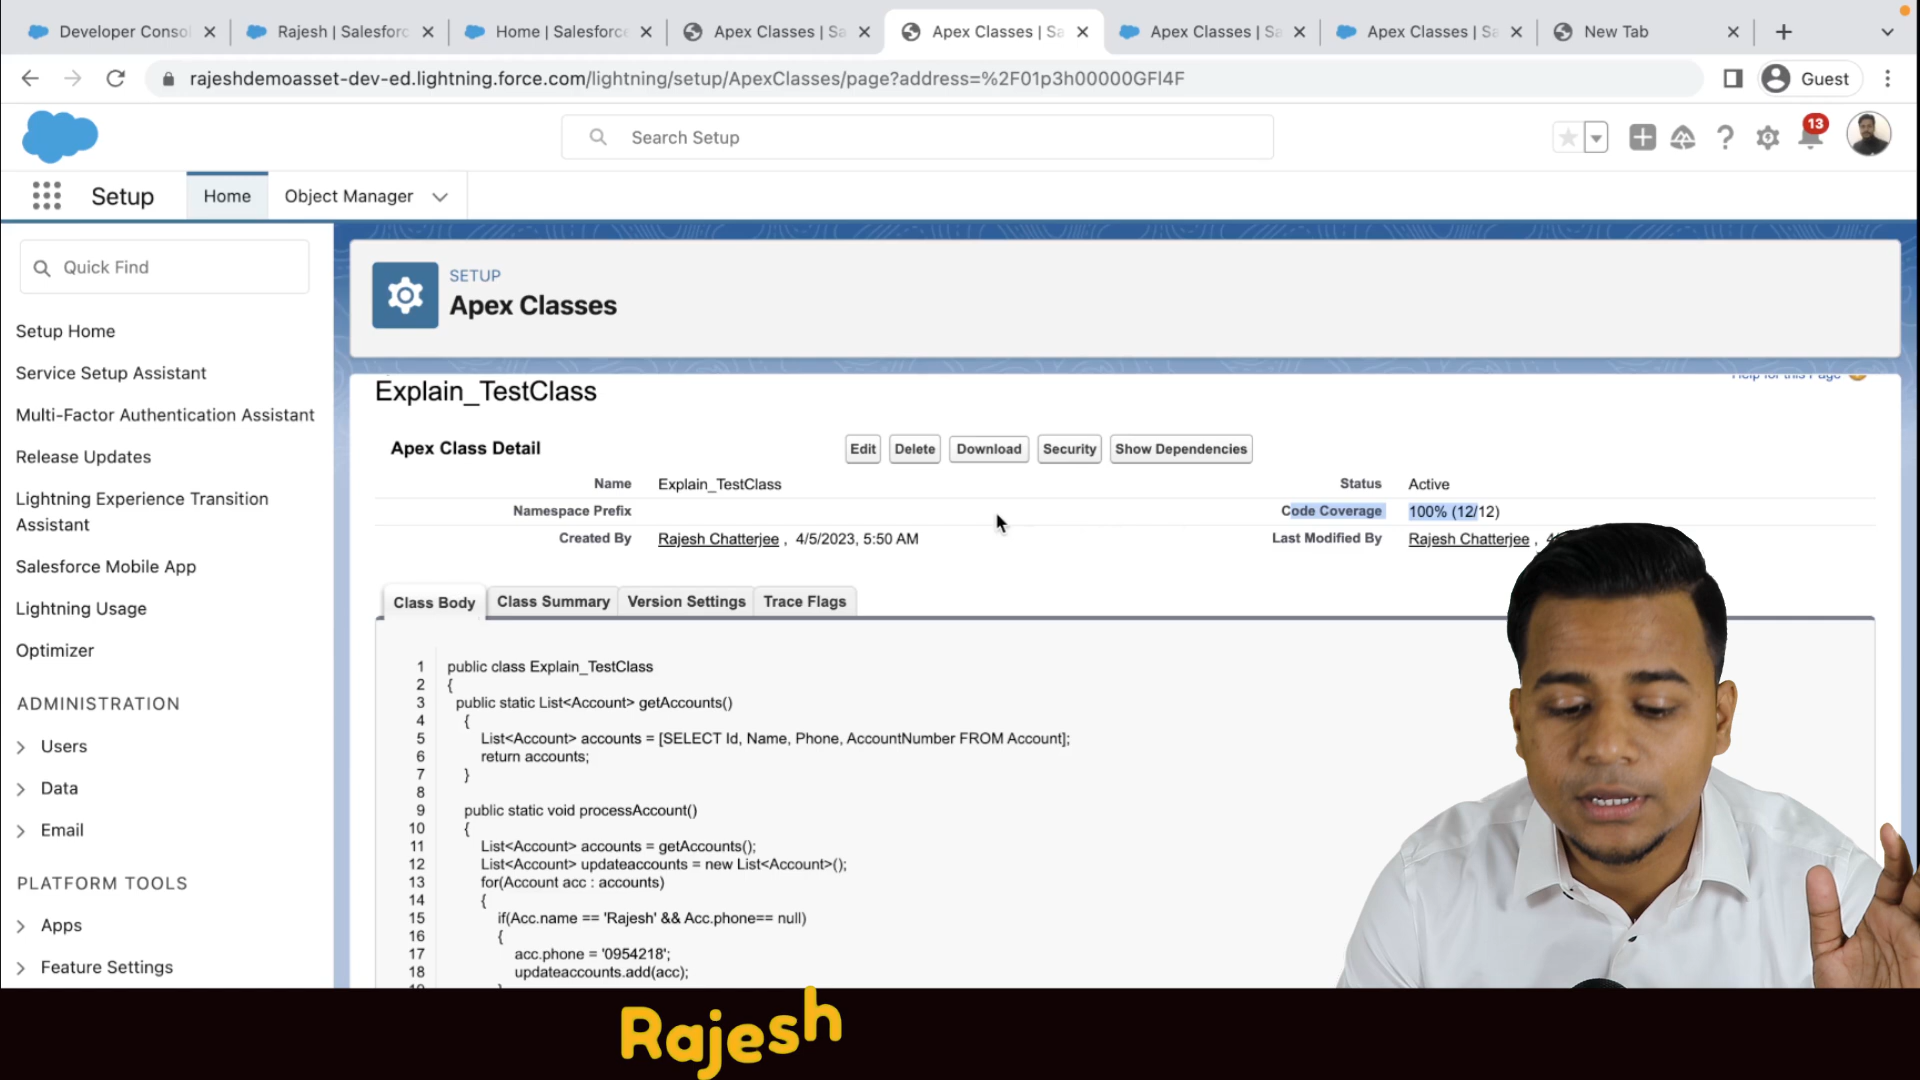 Developer Consol
Rajesh | Salesforc
Home | Salesforce
Apex Classes | Sa
Apex Classes | Sa
Apex Classes | Sa
Apex Classes | Sa
New Tab
rajeshdemoasset-dev-ed.lightning.force.com/lightning/setup/ApexClasses/page?address=%2F01p3h00000GFl4F
Guest
Search Setup
13
Setup
Home
Object Manager
Quick Find
Setup Home
Service Setup Assistant
Multi-Factor Authentication Assistant
Release Updates
Lightning Experience Transition
Assistant
Salesforce Mobile App
Lightning Usage
Optimizer
ADMINISTRATION
Users
Data
Email
PLATFORM TOOLS
Apps
Feature Settings
SETUP
Apex Classes
Help for this Page
Explain_TestClass
Apex Class Detail
Edit
Delete
Download
Security
Show Dependencies
Name Explain_TestClass
Status Active
Namespace Prefix
Code Coverage 100% (12/12)
Created By Rajesh Chatterjee , 4/5/2023, 5:50 AM
Last Modified By Rajesh Chatterjee ,
Class Body
Class Summary
Version Settings
Trace Flags
1 public class Explain_TestClass
2 {
3 public static List<Account> getAccounts()
4 {
5 List<Account> accounts = [SELECT Id, Name, Phone, AccountNumber FROM Account];
6 return accounts;
7 }
8
9 public static void processAccount()
10 {
11 List<Account> accounts = getAccounts();
12 List<Account> updateaccounts = new List<Account>();
13 for(Account acc : accounts)
14 {
15 if(Acc.name == 'Rajesh' && Acc.phone== null)
16 {
17 acc.phone = '0954218';
18 updateaccounts.add(acc);
Rajesh